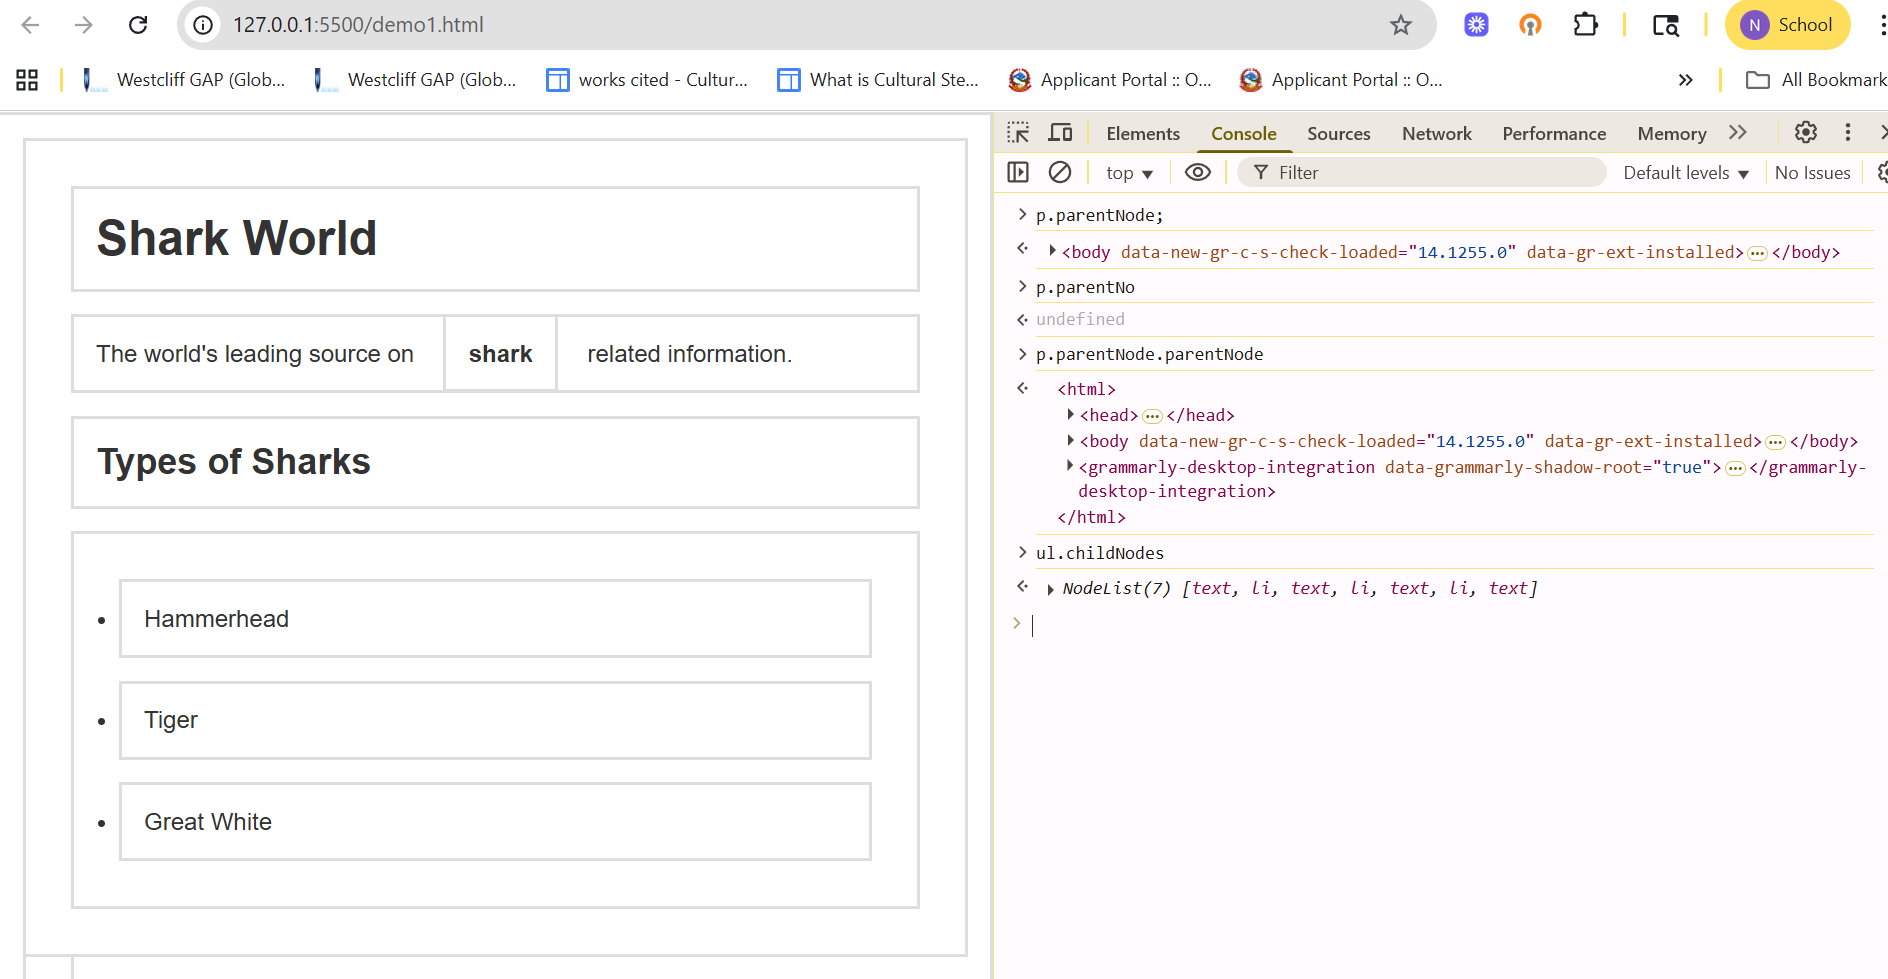 127.0.0.1:5500/demo1.html
N School
Westcliff GAP (Glob...
Westcliff GAP (Glob...
works cited - Cultur...
What is Cultural Ste...
Applicant Portal :: O...
Applicant Portal :: O...
» All Bookmark
Shark World
The world's leading source on shark related information.
Types of Sharks
• Hammerhead
• Tiger
• Great White
Elements Console Sources Network Performance Memory »
top ▼ Filter Default levels ▼ No Issues
> p.parentNode;
<body data-new-gr-c-s-check-loaded="14.1255.0" data-gr-ext-installed>…</body>
> p.parentNo
undefined
> p.parentNode.parentNode
<html>
<head>…</head>
<body data-new-gr-c-s-check-loaded="14.1255.0" data-gr-ext-installed>…</body>
<grammarly-desktop-integration data-grammarly-shadow-root="true">…</grammarly-
desktop-integration>
</html>
> ul.childNodes
NodeList(7) [text, li, text, li, text, li, text]
>